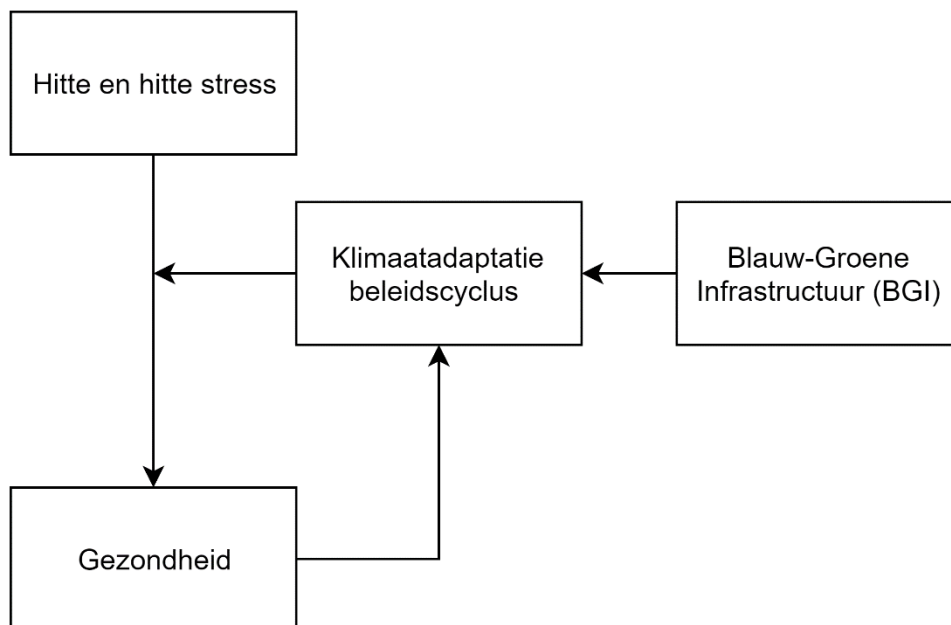 Hitte en hitte stress
Klimaatadaptatie
beleidscyclus
Blauw-Groene
Infrastructuur (BGI)
Gezondheid